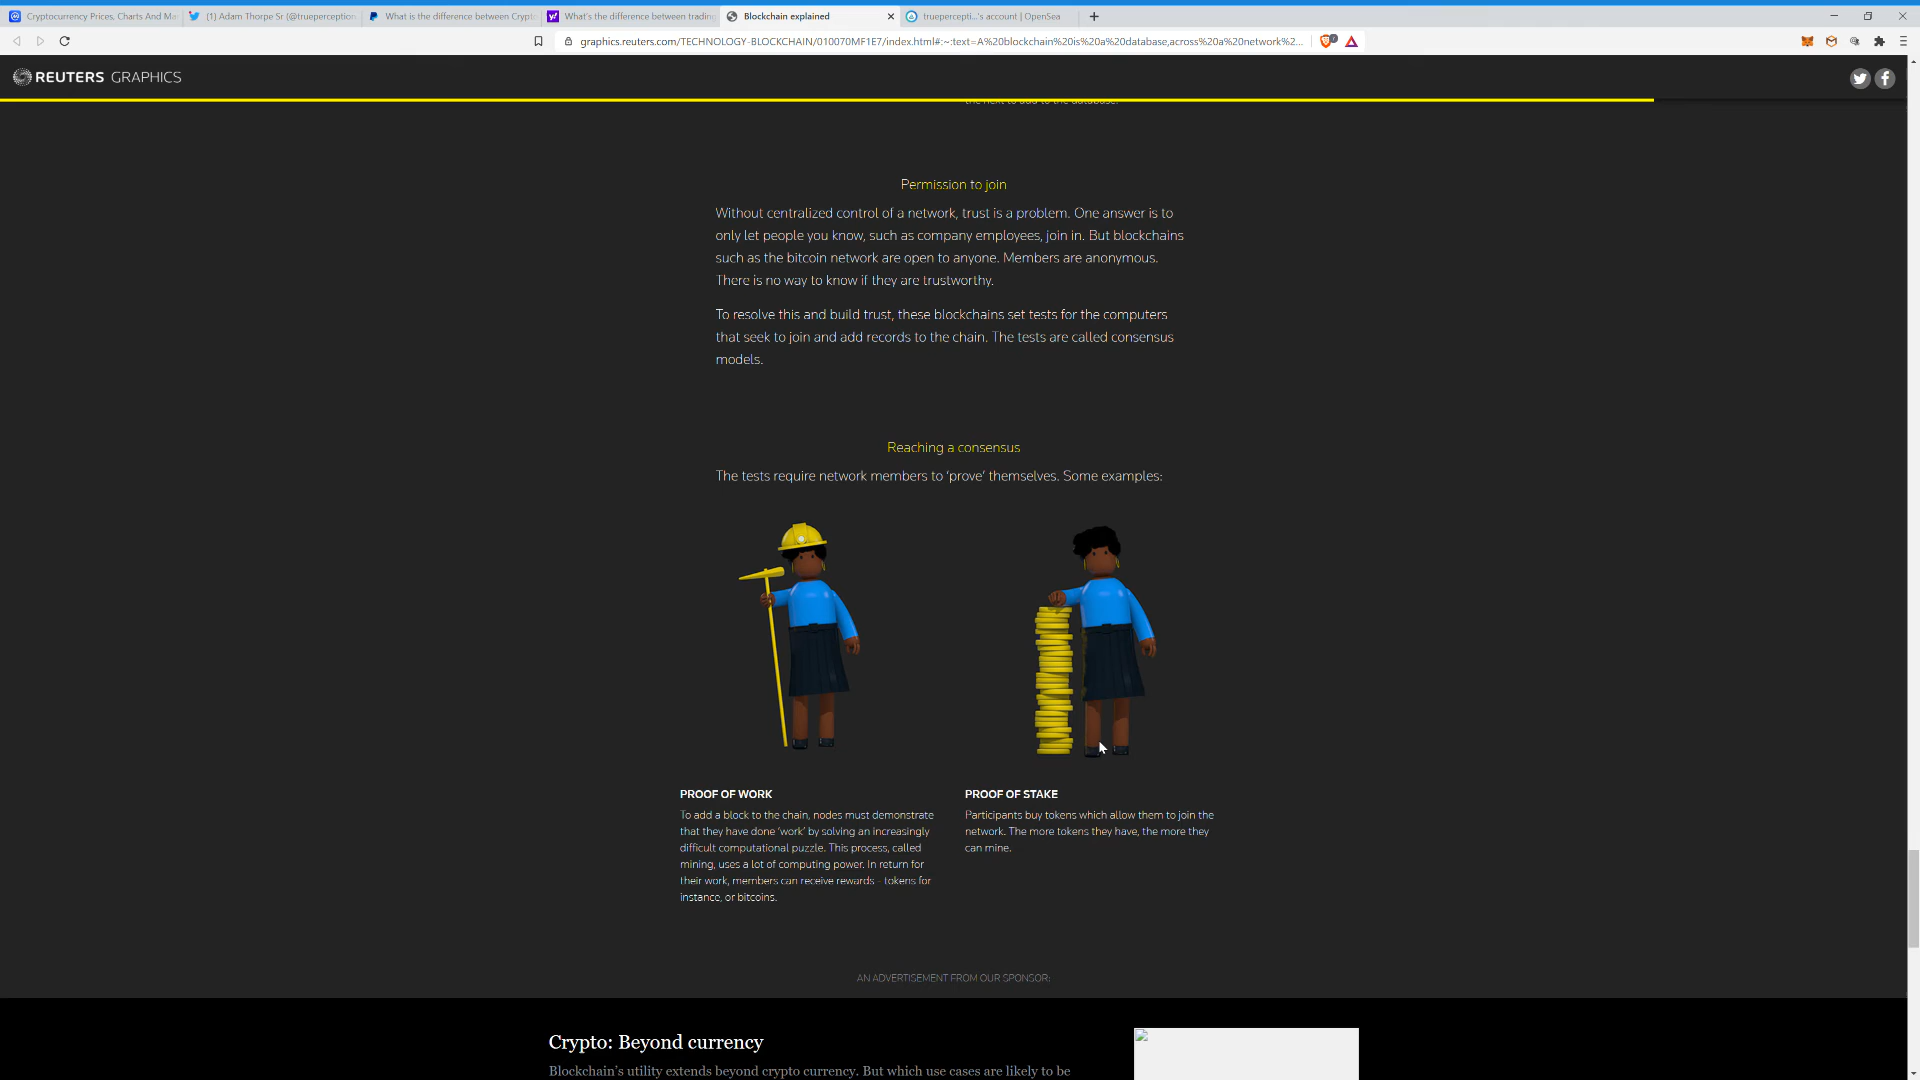 Cryptocurrency Prices, Charts And Ma
(1) Adam Thorpe Sr (@trueperception
What is the difference between Crypt
What's the difference between trading
Blockchain explained
truepercepti...'s account | OpenSea
graphics.reuters.com/TECHNOLOGY-BLOCKCHAIN/010070MF1E7/index.html#:~:text=A%20blockchain%20is%20a%20database,across%20a%20network%2...
REUTERS GRAPHICS
the next to add to the database.
Permission to join
Without centralized control of a network, trust is a problem. One answer is to
only let people you know, such as company employees, join in. But blockchains
such as the bitcoin network are open to anyone. Members are anonymous.
There is no way to know if they are trustworthy.
To resolve this and build trust, these blockchains set tests for the computers
that seek to join and add records to the chain. The tests are called consensus
models.
Reaching a consensus
The tests require network members to ‘prove’ themselves. Some examples:
PROOF OF WORK
To add a block to the chain, nodes must demonstrate
that they have done ‘work’ by solving an increasingly
difficult computational puzzle. This process, called
mining, uses a lot of computing power. In return for
their work, members can receive rewards - tokens for
instance, or bitcoins.
PROOF OF STAKE
Participants buy tokens which allow them to join the
network. The more tokens they have, the more they
can mine.
AN ADVERTISEMENT FROM OUR SPONSOR:
Crypto: Beyond currency
Blockchain’s utility extends beyond crypto currency. But which use cases are likely to be